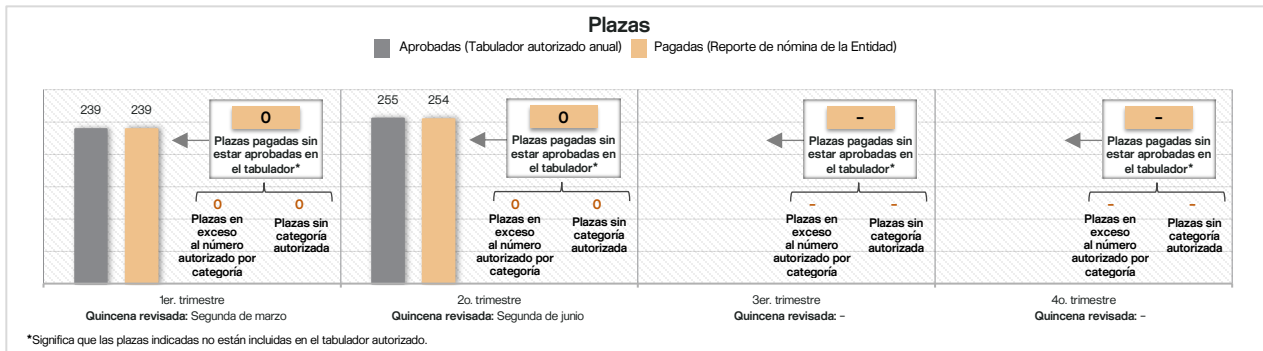 Plazas
Aprobadas (Tabulador autorizado anual)
Pagadas (Reporte de nómina de la Entidad)
239
239
0
Plazas pagadas sin
estar aprobadas en
el tabulador*
0
0
Plazas en
exceso
al número
autorizado por
categoría
Plazas sin
categoría
autorizada
1er. trimestre
Quincena revisada: Segunda de marzo
255
254
0
Plazas pagadas sin
estar aprobadas en
el tabulador*
0
0
Plazas en
exceso
al número
autorizado por
categoría
Plazas sin
categoría
autorizada
2o. trimestre
Quincena revisada: Segunda de junio
-
Plazas pagadas sin
estar aprobadas en
el tabulador*
-
-
Plazas en
exceso
al número
autorizado por
categoría
Plazas sin
categoría
autorizada
3er. trimestre
Quincena revisada: -
-
Plazas pagadas sin
estar aprobadas en
el tabulador*
-
-
Plazas en
exceso
al número
autorizado por
categoría
Plazas sin
categoría
autorizada
4o. trimestre
Quincena revisada: -
*Significa que las plazas indicadas no están incluidas en el tabulador autorizado.